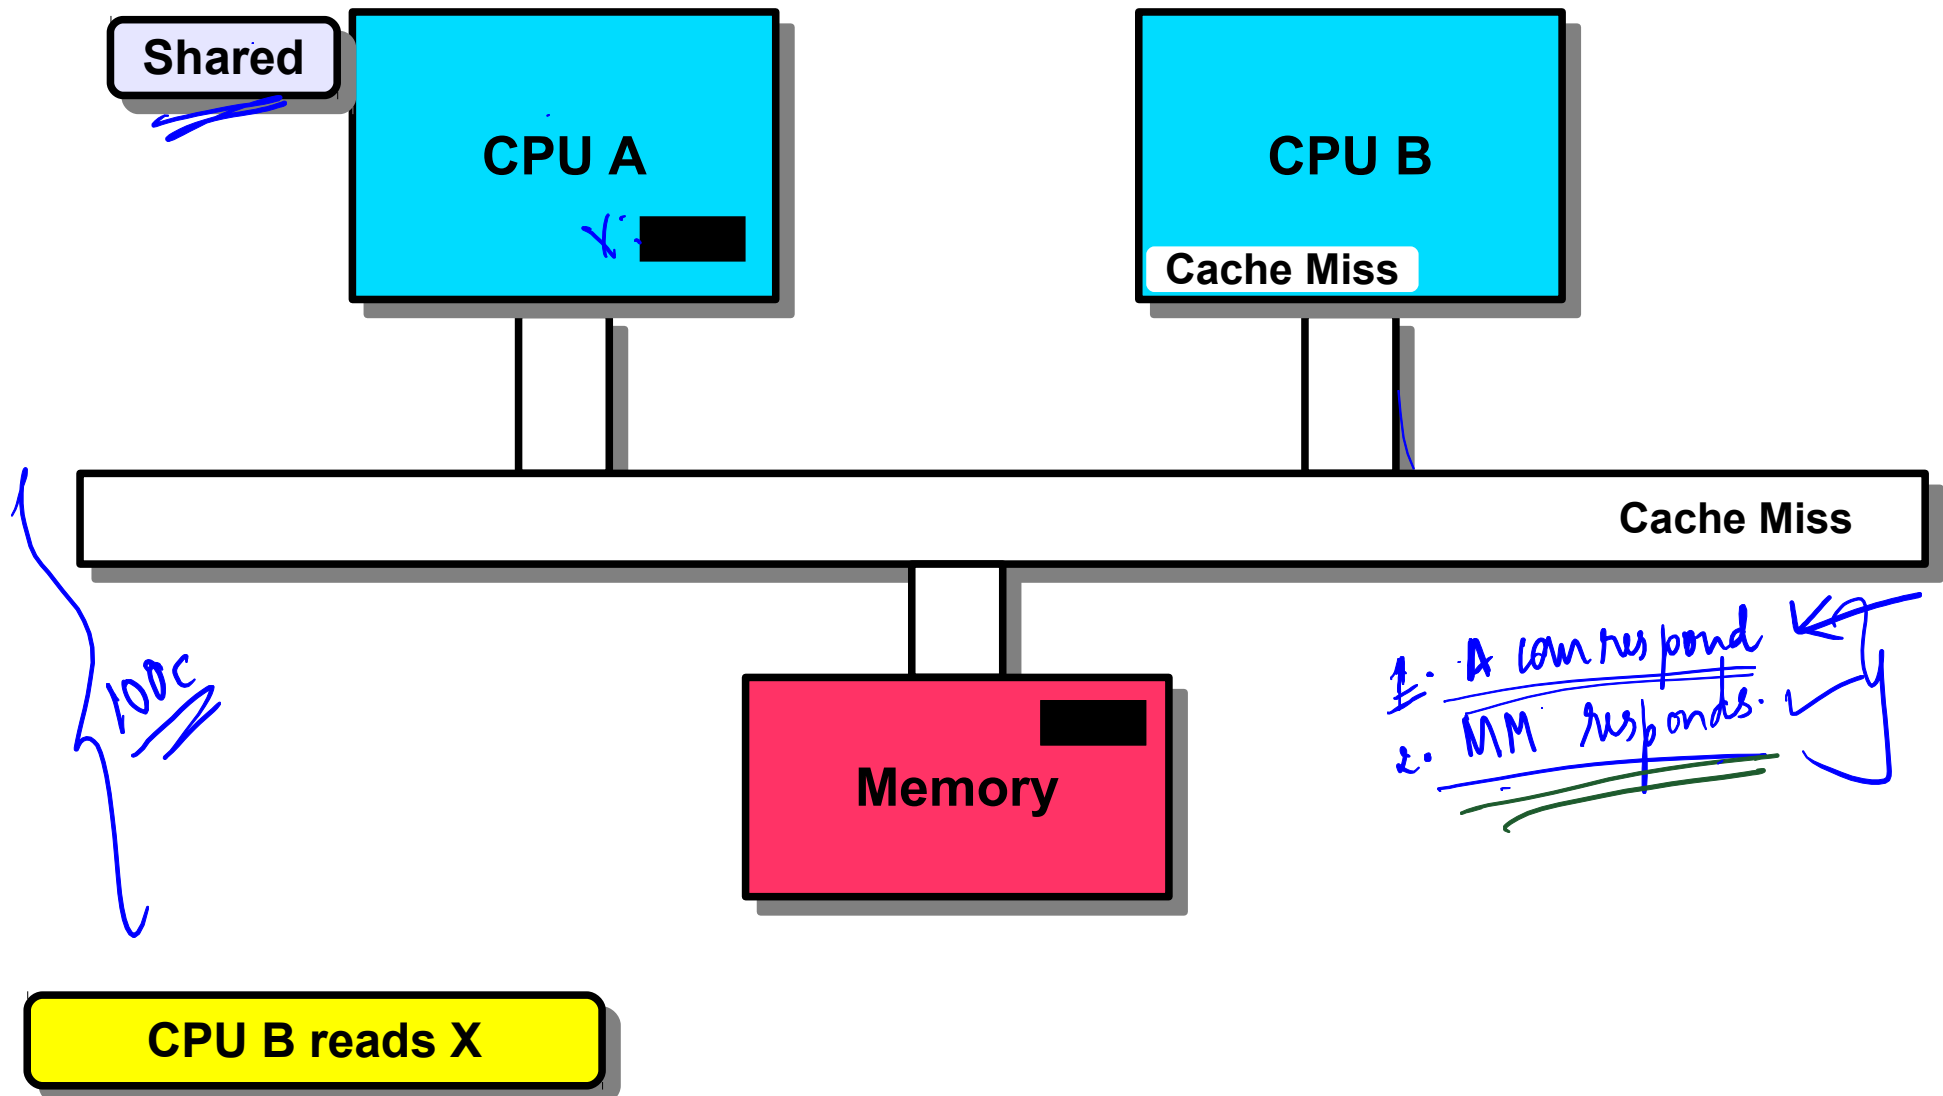 Shared
CPU A
CPU B
Cache Miss
Cache Miss
100c
1. A can respond
2. MM responds.
Memory
CPU B reads X